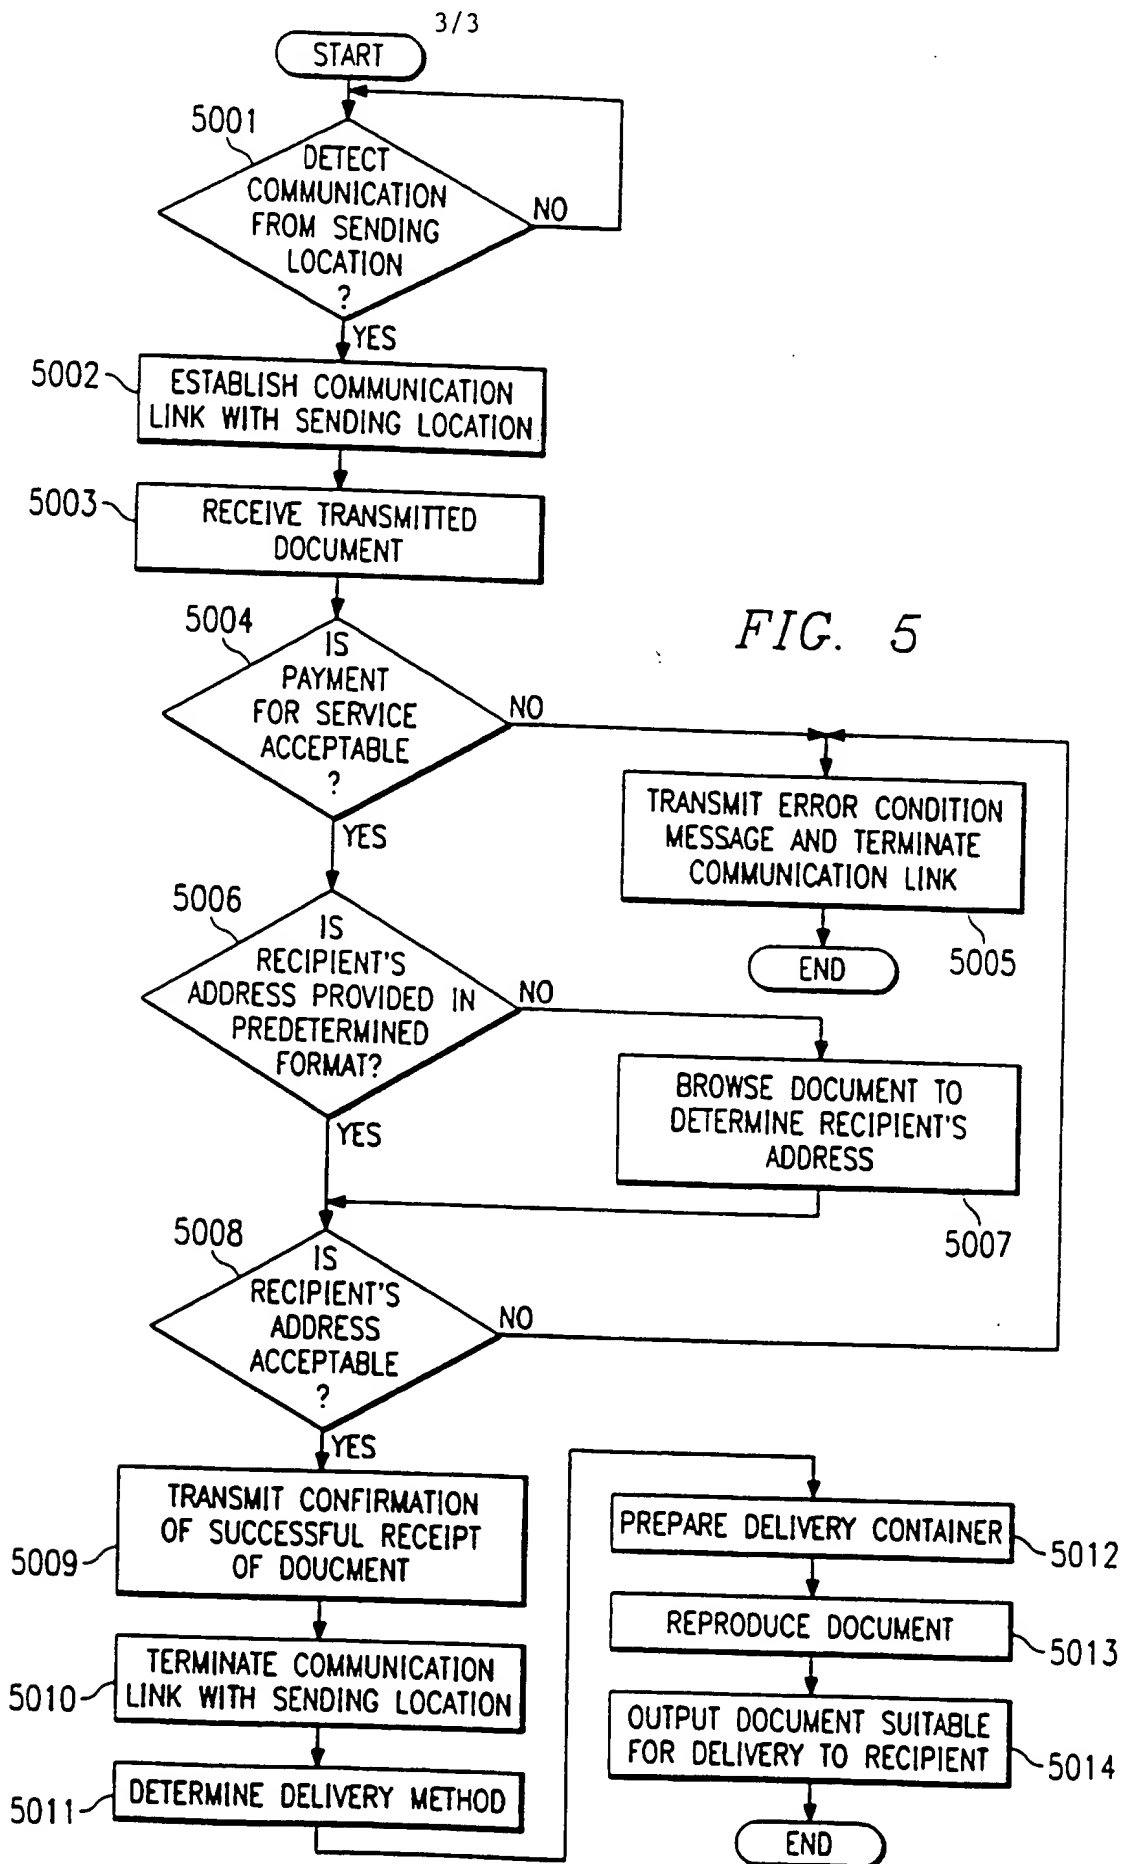 3/3
START
5001
DETECT
COMMUNICATION
FROM SENDING
LOCATION
?
NO
YES
5002
ESTABLISH COMMUNICATION
LINK WITH SENDING LOCATION
5003
RECEIVE TRANSMITTED
DOCUMENT
FIG. 5
5004
IS
PAYMENT
FOR SERVICE
ACCEPTABLE
?
NO
YES
TRANSMIT ERROR CONDITION
MESSAGE AND TERMINATE
COMMUNICATION LINK
5005
END
5006
IS
RECIPIENT'S
ADDRESS PROVIDED IN
PREDETERMINED
FORMAT?
NO
YES
BROWSE DOCUMENT TO
DETERMINE RECIPIENT'S
ADDRESS
5007
5008
IS
RECIPIENT'S
ADDRESS
ACCEPTABLE
?
NO
YES
5009
TRANSMIT CONFIRMATION
OF SUCCESSFUL RECEIPT
OF DOUCMENT
5010
TERMINATE COMMUNICATION
LINK WITH SENDING LOCATION
5011
DETERMINE DELIVERY METHOD
PREPARE DELIVERY CONTAINER
5012
REPRODUCE DOCUMENT
5013
OUTPUT DOCUMENT SUITABLE
FOR DELIVERY TO RECIPIENT
5014
END